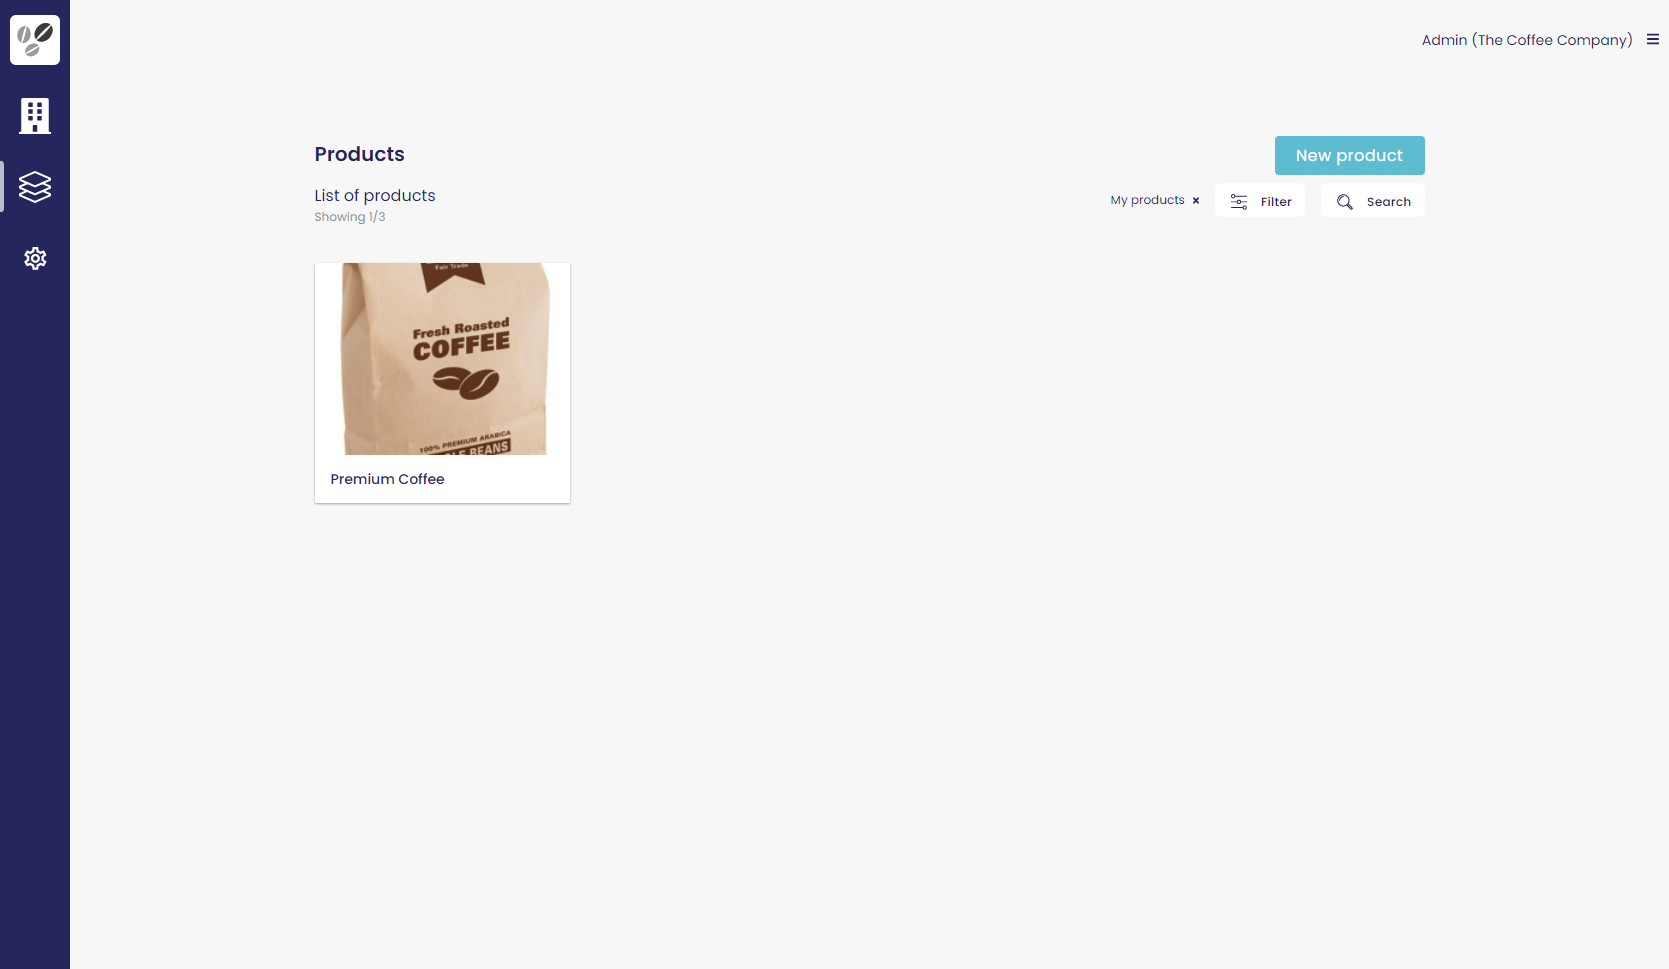 Admin (The Coffee Company)
Products
New product
List of products
Showing 1/3
My products ×
Filter
Search
Fair Trade
Fresh Roasted
COFFEE
100% PREMIUM ARABICA
BEANS
Premium Coffee